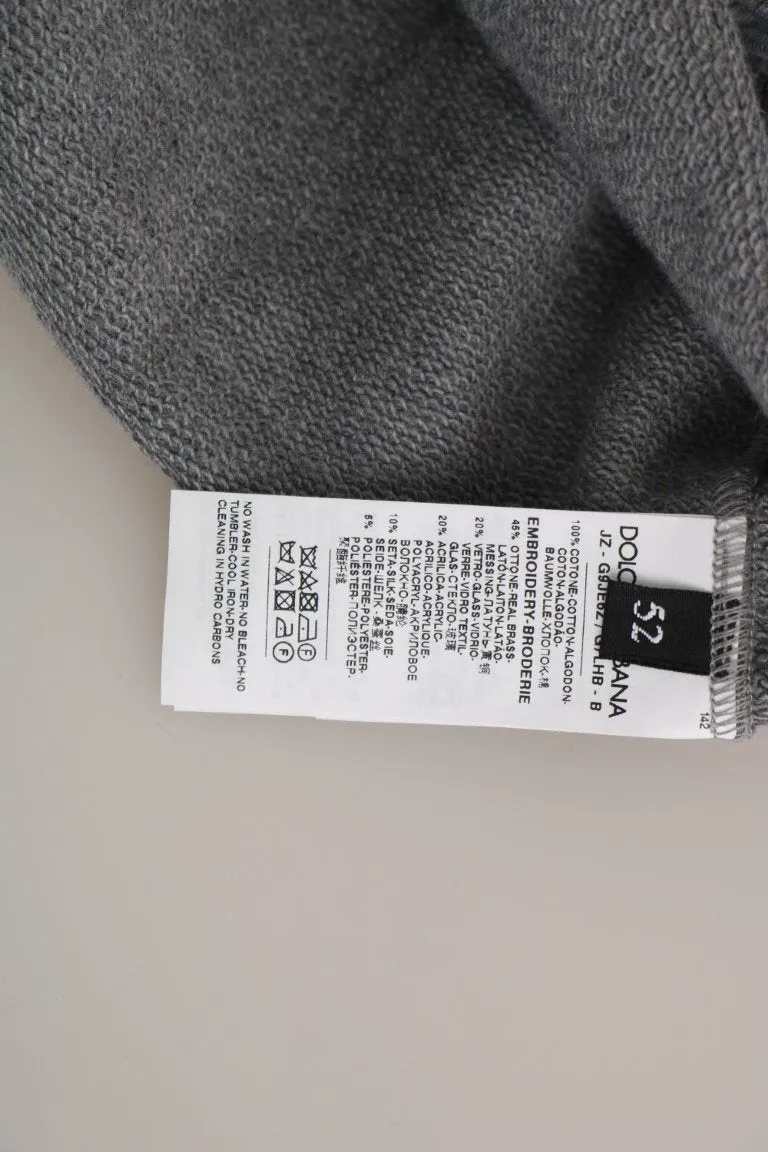 142
DOLC BANA
JZ - G9 - B
52
100% COTONE-COTTON-ALGODON-
COTON-ALGODÃO-
BAUMWOLLE-ХЛОПОК-棉
EMBROIDERY-BRODERIE
45% OTTONE-REAL BRASS-
LATÓN-LAITON-LATÃO-
MESSING-ЛАТУНЬ-黄铜
20% VETRO-GLASS-VIDRIO-
VERRE-VIDRO TEXTIL-
GLAS-СТЕКЛО-玻璃
20% ACRILICA-ACRYLIC-
ACRILICO-ACRYLIQUE-
POLYACRYL-АКРИЛОВОЕ
ВОЛОКНО-腈纶
10% SETA-SILK-SEDA-SOIE-
SEIDE-ШЕЛК-桑蚕丝
5% POLIESTERE-POLYESTER-
POLIÉSTER-ПОЛИЭСТЕР-
聚酯纤维
NO WASH IN WATER-NO BLEACH-NO
TUMBLER-COOL IRON-DRY
CLEANING IN HYDRO CARBONS